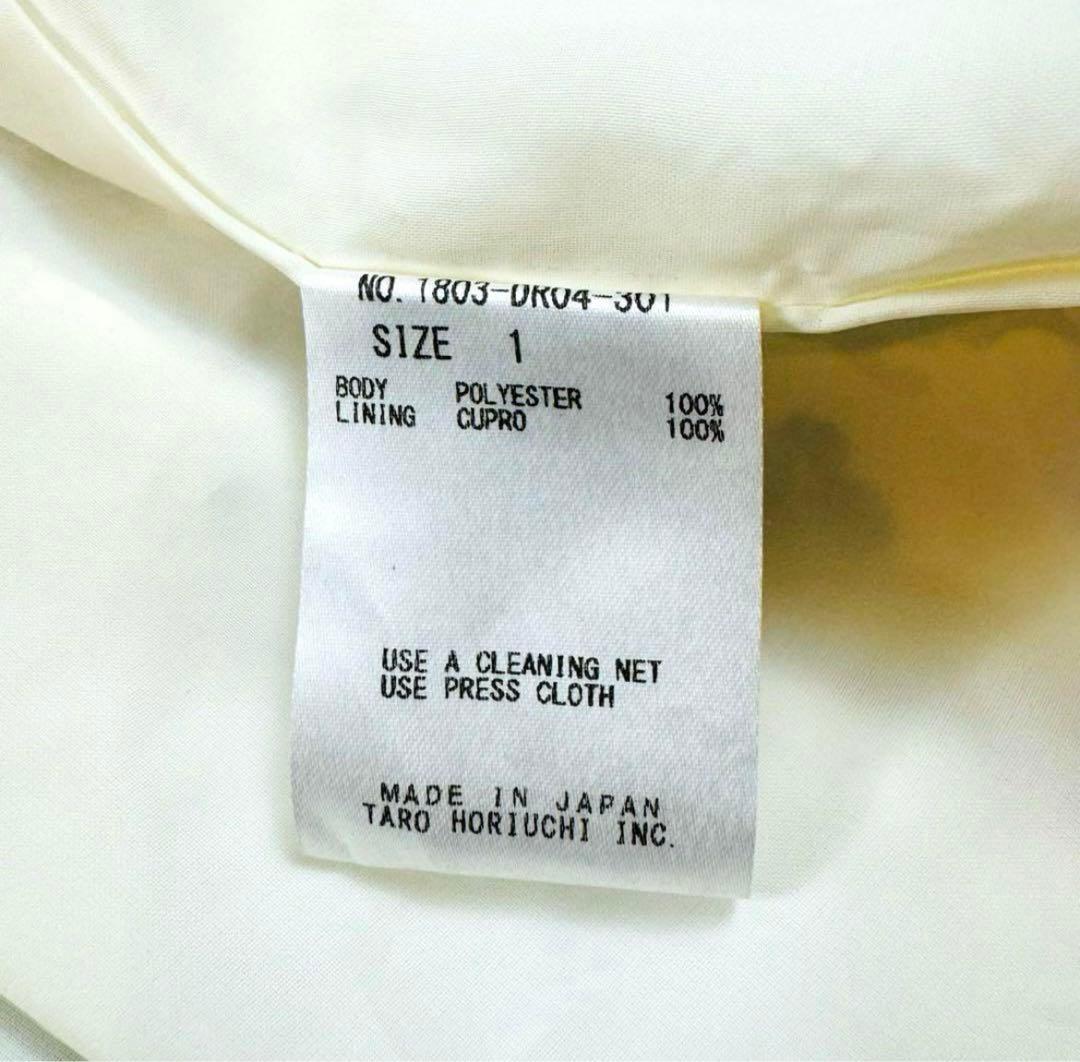 NO. 1803-DR04-301
SIZE 1
BODY POLYESTER 100%
LINING CUPRO 100%
USE A CLEANING NET
USE PRESS CLOTH
MADE IN JAPAN
TARO HORIUCHI INC.